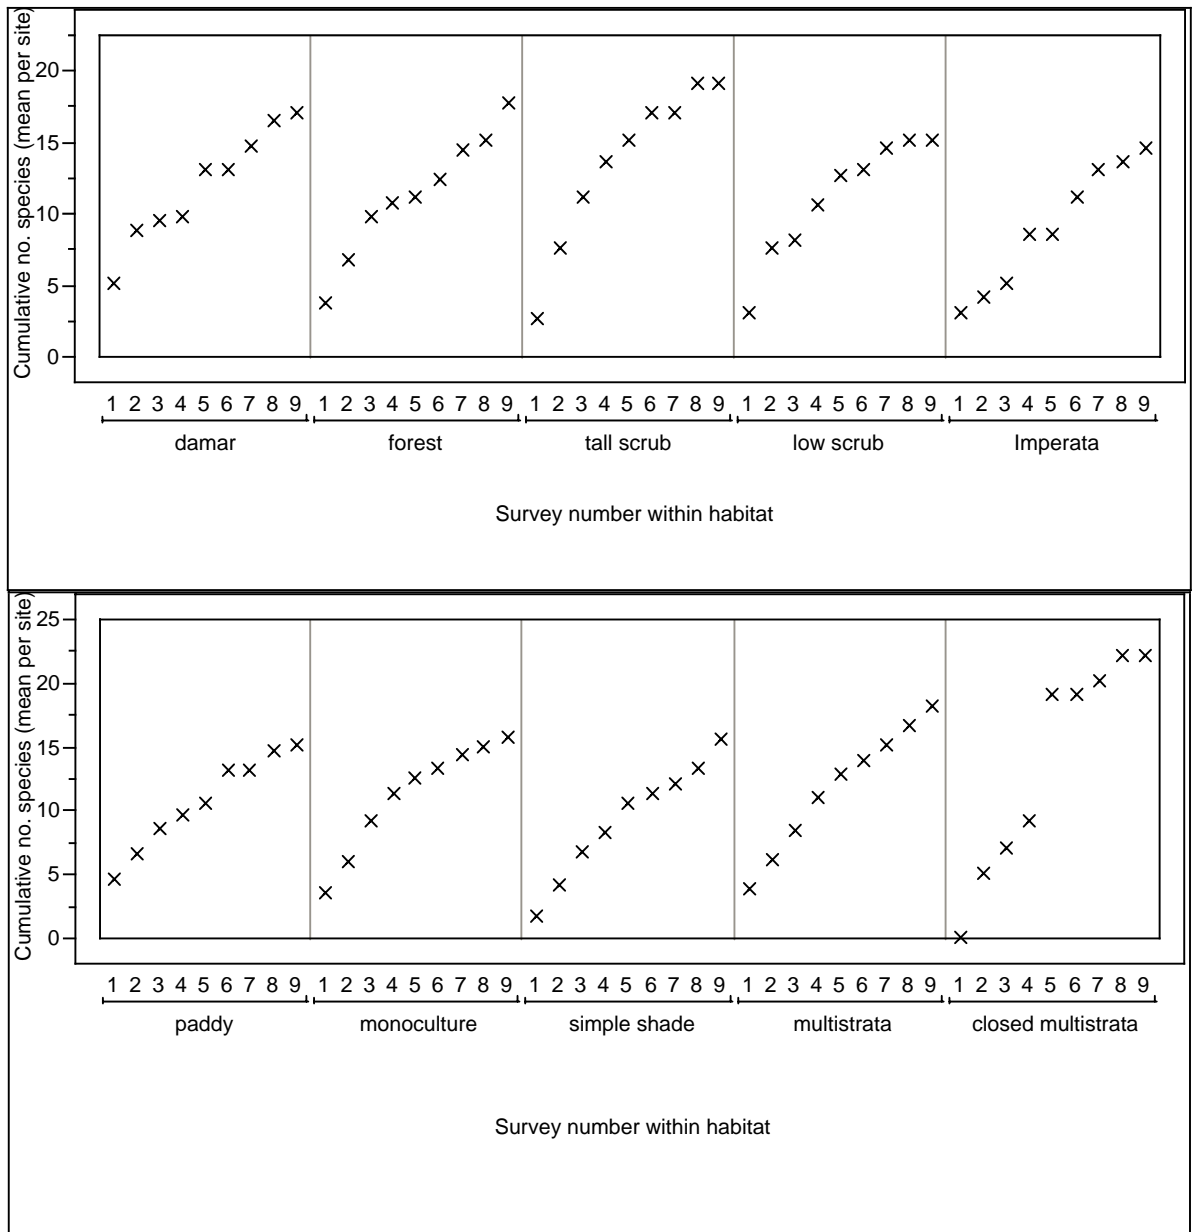 Cumulative no. species (mean per site)
20
15
10
5
0
1 2 3 4 5 6 7 8 9 1 2 3 4 5 6 7 8 9 1 2 3 4 5 6 7 8 9 1 2 3 4 5 6 7 8 9 1 2 3 4 5 6 7 8 9
damar forest tall scrub low scrub Imperata
Survey number within habitat
Cumulative no. species (mean per site)
25
20
15
10
5
0
1 2 3 4 5 6 7 8 9 1 2 3 4 5 6 7 8 9 1 2 3 4 5 6 7 8 9 1 2 3 4 5 6 7 8 9 1 2 3 4 5 6 7 8 9
paddy monoculture simple shade multistrata closed multistrata
Survey number within habitat